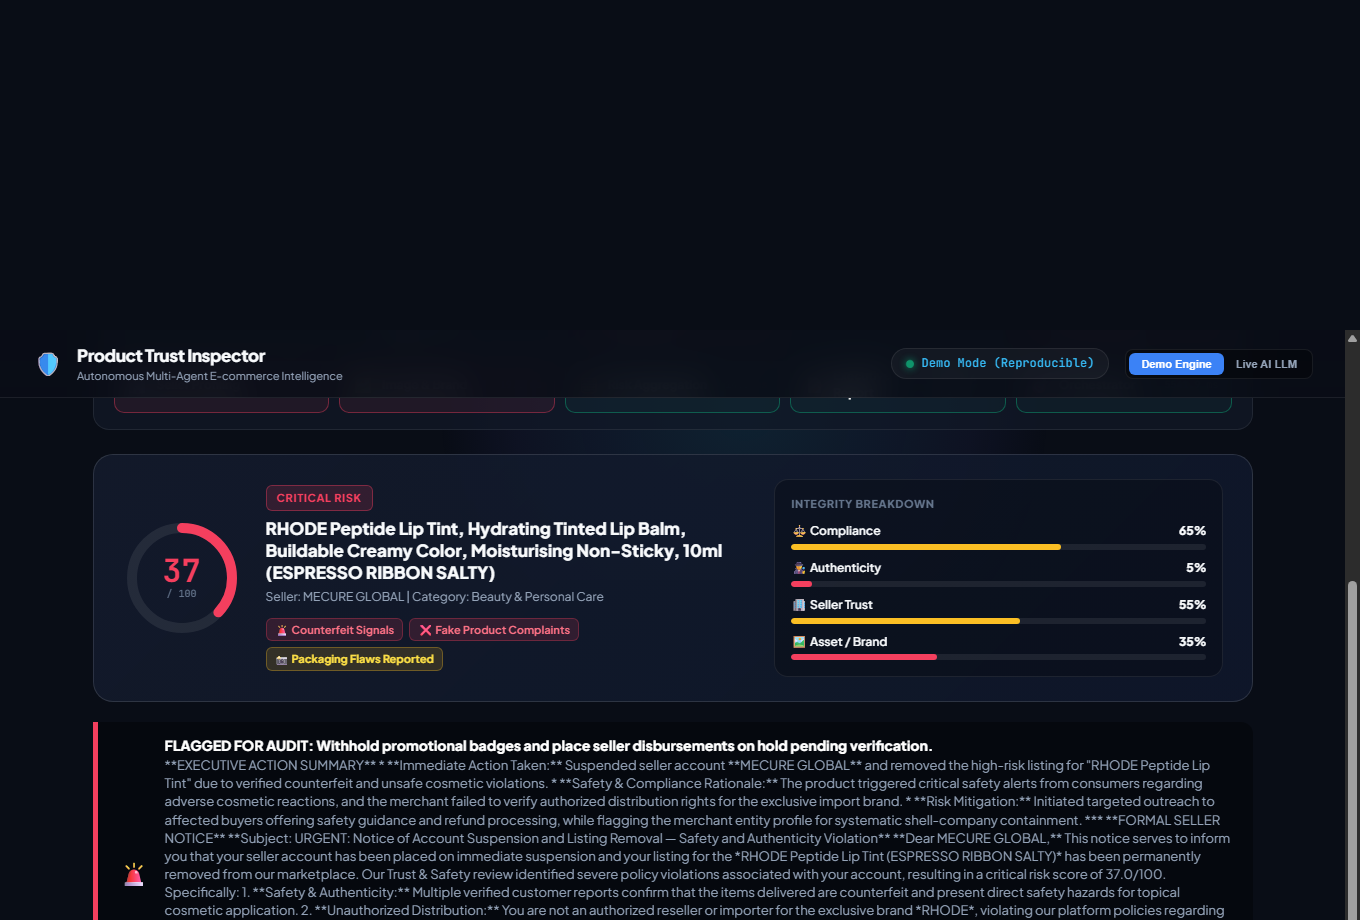 Product Trust Inspector
Autonomous Multi-Agent E-commerce Intelligence
Demo Mode (Reproducible)
Demo Engine
Live AI LLM
37
/ 100
CRITICAL RISK
RHODE Peptide Lip Tint, Hydrating Tinted Lip Balm,
Buildable Creamy Color, Moisturising Non-Sticky, 10ml
(ESPRESSO RIBBON SALTY)
Seller: MECURE GLOBAL | Category: Beauty & Personal Care
Counterfeit Signals
Fake Product Complaints
Packaging Flaws Reported
INTEGRITY BREAKDOWN
Compliance 65%
Authenticity 5%
Seller Trust 55%
Asset / Brand 35%
FLAGGED FOR AUDIT: Withhold promotional badges and place seller disbursements on hold pending verification.
**EXECUTIVE ACTION SUMMARY** * **Immediate Action Taken:** Suspended seller account **MECURE GLOBAL** and removed the high-risk listing for "RHODE Peptide Lip
Tint" due to verified counterfeit and unsafe cosmetic violations. * **Safety & Compliance Rationale:** The product triggered critical safety alerts from consumers regarding
adverse cosmetic reactions, and the merchant failed to verify authorized distribution rights for the exclusive import brand. * **Risk Mitigation:** Initiated targeted outreach to
affected buyers offering safety guidance and refund processing, while flagging the merchant entity profile for systematic shell-company containment. *** **FORMAL SELLER
NOTICE** **Subject: URGENT: Notice of Account Suspension and Listing Removal — Safety and Authenticity Violation** **Dear MECURE GLOBAL,** This notice serves to inform
you that your seller account has been placed on immediate suspension and your listing for the *RHODE Peptide Lip Tint (ESPRESSO RIBBON SALTY)* has been permanently
removed from our marketplace. Our Trust & Safety review identified severe policy violations associated with your account, resulting in a critical risk score of 37.0/100.
Specifically: 1. **Safety & Authenticity:** Multiple verified customer reports confirm that the items delivered are counterfeit and present direct safety hazards for topical
cosmetic application. 2. **Unauthorized Distribution:** You are not an authorized reseller or importer for the exclusive brand *RHODE*, violating our platform policies regarding